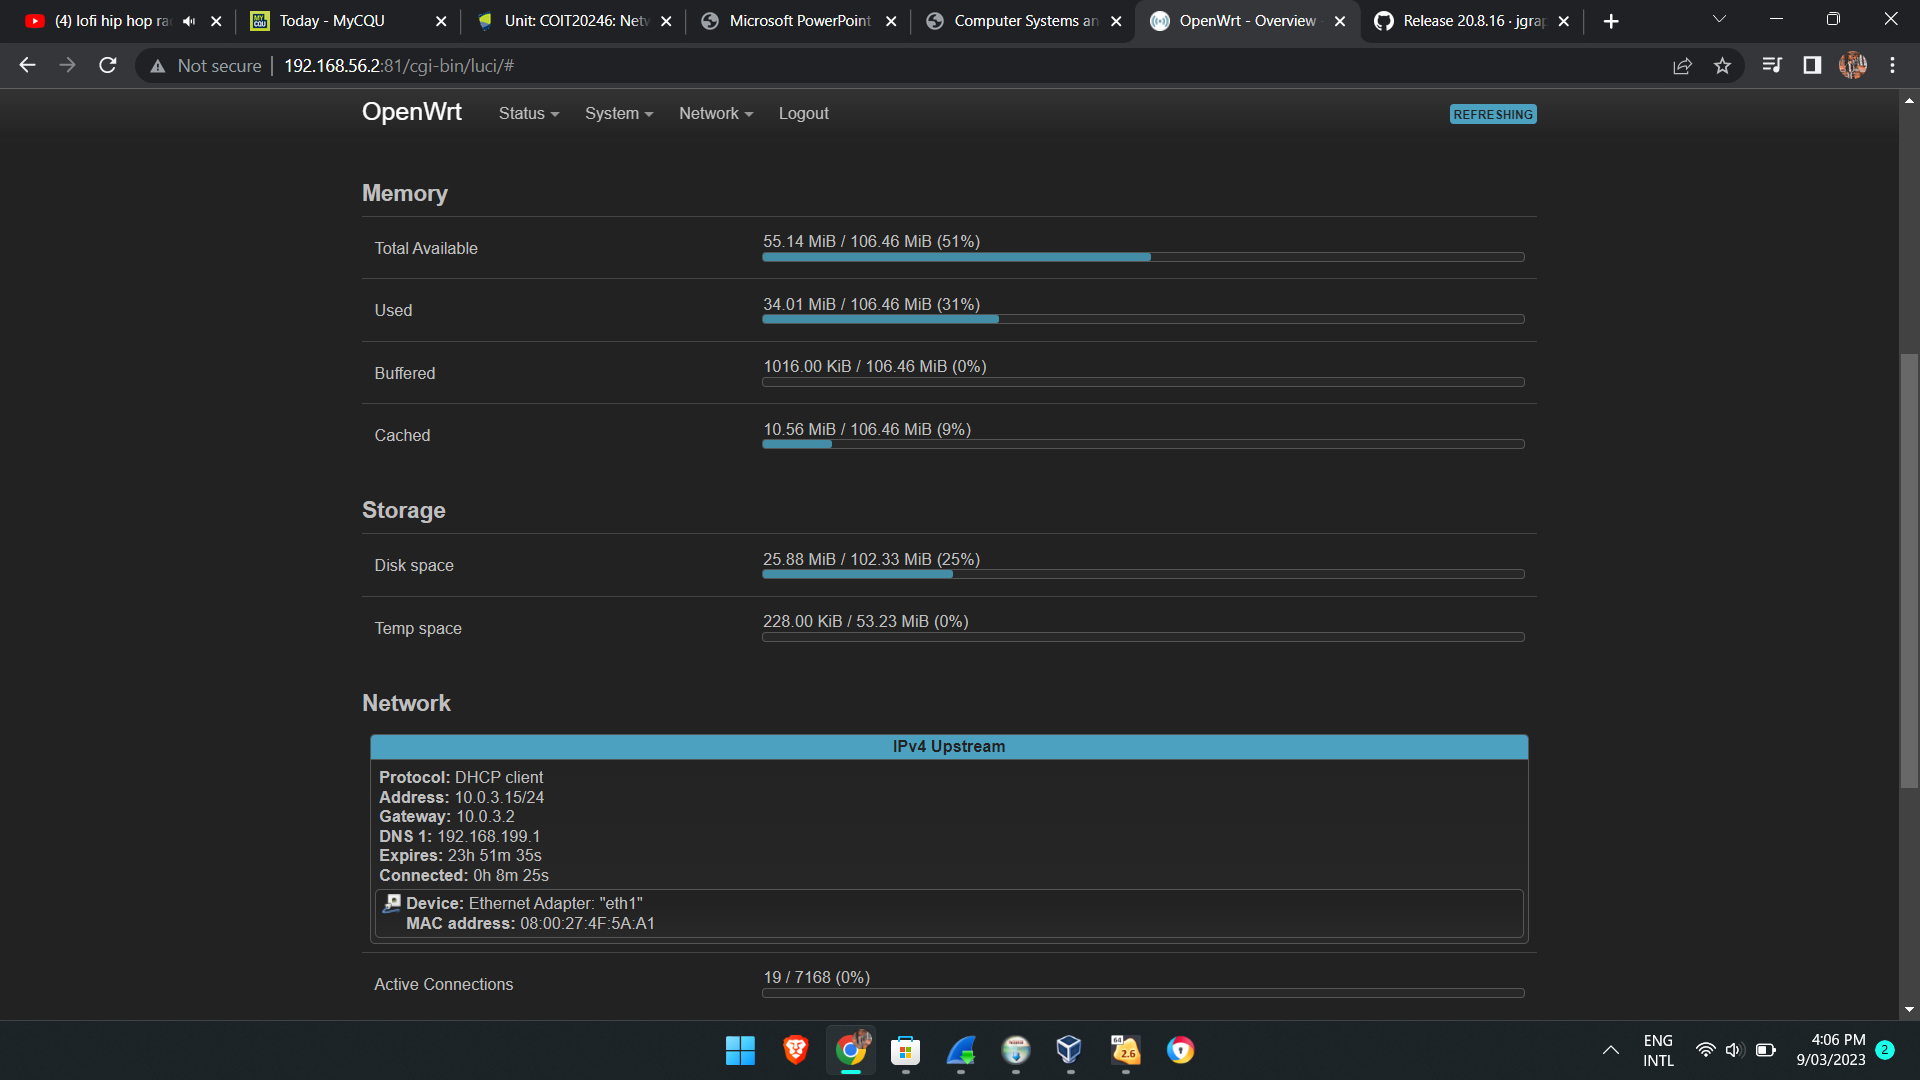 (4) lofi hip hop ra
Today - MyCQU
Unit: COIT20246: Netw
Microsoft PowerPoint
Computer Systems an
OpenWrt - Overview
Release 20.8.16 · jgrap
Not secure
192.168.56.2:81/cgi-bin/luci/#
OpenWrt
Status
System
Network
Logout
REFRESHING
Memory
Total Available
55.14 MiB / 106.46 MiB (51%)
Used
34.01 MiB / 106.46 MiB (31%)
Buffered
1016.00 KiB / 106.46 MiB (0%)
Cached
10.56 MiB / 106.46 MiB (9%)
Storage
Disk space
25.88 MiB / 102.33 MiB (25%)
Temp space
228.00 KiB / 53.23 MiB (0%)
Network
IPv4 Upstream
Protocol: DHCP client
Address: 10.0.3.15/24
Gateway: 10.0.3.2
DNS 1: 192.168.199.1
Expires: 23h 51m 35s
Connected: 0h 8m 25s
Device: Ethernet Adapter: "eth1"
MAC address: 08:00:27:4F:5A:A1
Active Connections
19 / 7168 (0%)
64
2.6
ENG
INTL
4:06 PM
9/03/2023
2